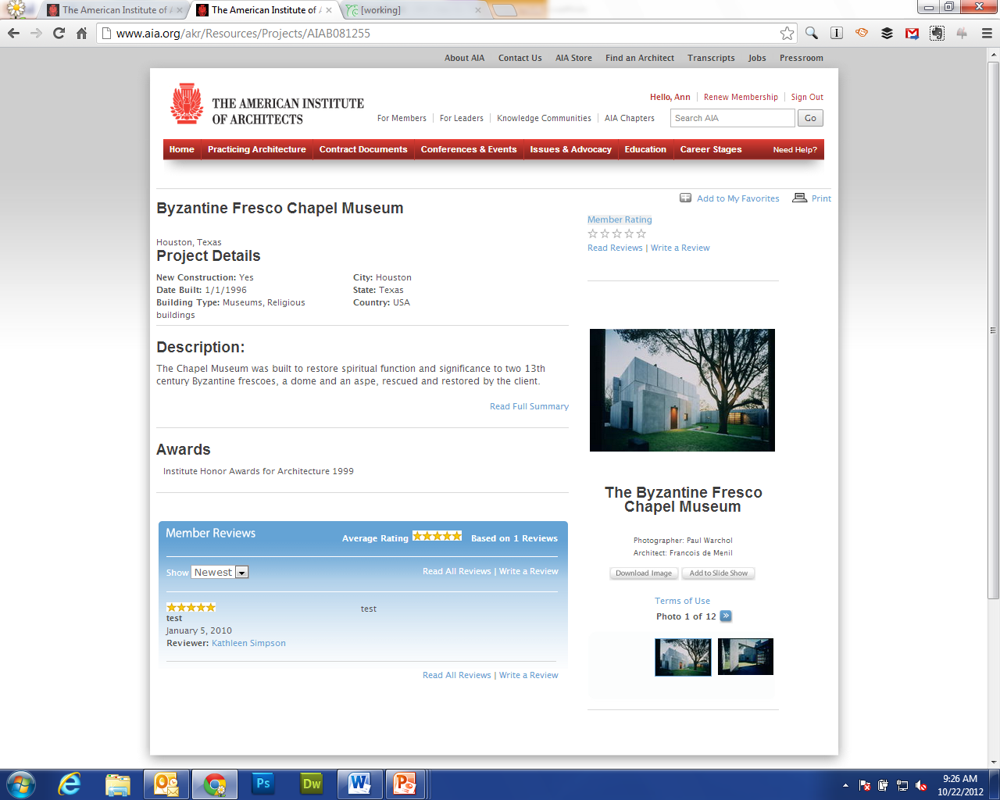 The American Institute of A
The American Institute of A
[working]
www.aia.org/akr/Resources/Projects/AIAB081255
About AIA Contact Us AIA Store Find an Architect Transcripts Jobs Pressroom
THE AMERICAN INSTITUTE
OF ARCHITECTS
Hello, Ann Renew Membership Sign Out
For Members For Leaders Knowledge Communities AIA Chapters Search AIA Go
Home Practicing Architecture Contract Documents Conferences & Events Issues & Advocacy Education Career Stages Need Help?
Add to My Favorites Print
Byzantine Fresco Chapel Museum
Member Rating
Read Reviews | Write a Review
Houston, Texas
Project Details
New Construction: Yes City: Houston
Date Built: 1/1/1996 State: Texas
Building Type: Museums, Religious Country: USA
buildings
Description:
The Chapel Museum was built to restore spiritual function and significance to two 13th
century Byzantine frescoes, a dome and an aspe, rescued and restored by the client.
Read Full Summary
Awards
Institute Honor Awards for Architecture 1999
The Byzantine Fresco
Chapel Museum
Photographer: Paul Warchol
Architect: Francois de Menil
Download Image Add to Slide Show
Terms of Use
Photo 1 of 12
Member Reviews
Average Rating Based on 1 Reviews
Show Newest Read All Reviews | Write a Review
test
test
January 5, 2010
Reviewer: Kathleen Simpson
Read All Reviews | Write a Review
Ps Dw W P
9:26 AM
10/22/2012